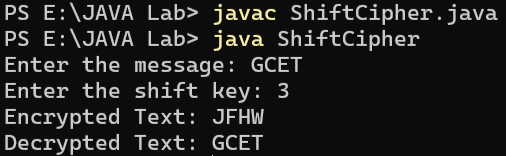 PS E:\JAVA Lab> javac ShiftCipher.java
PS E:\JAVA Lab> java ShiftCipher
Enter the message: GCET
Enter the shift key: 3
Encrypted Text: JFHW
Decrypted Text: GCET